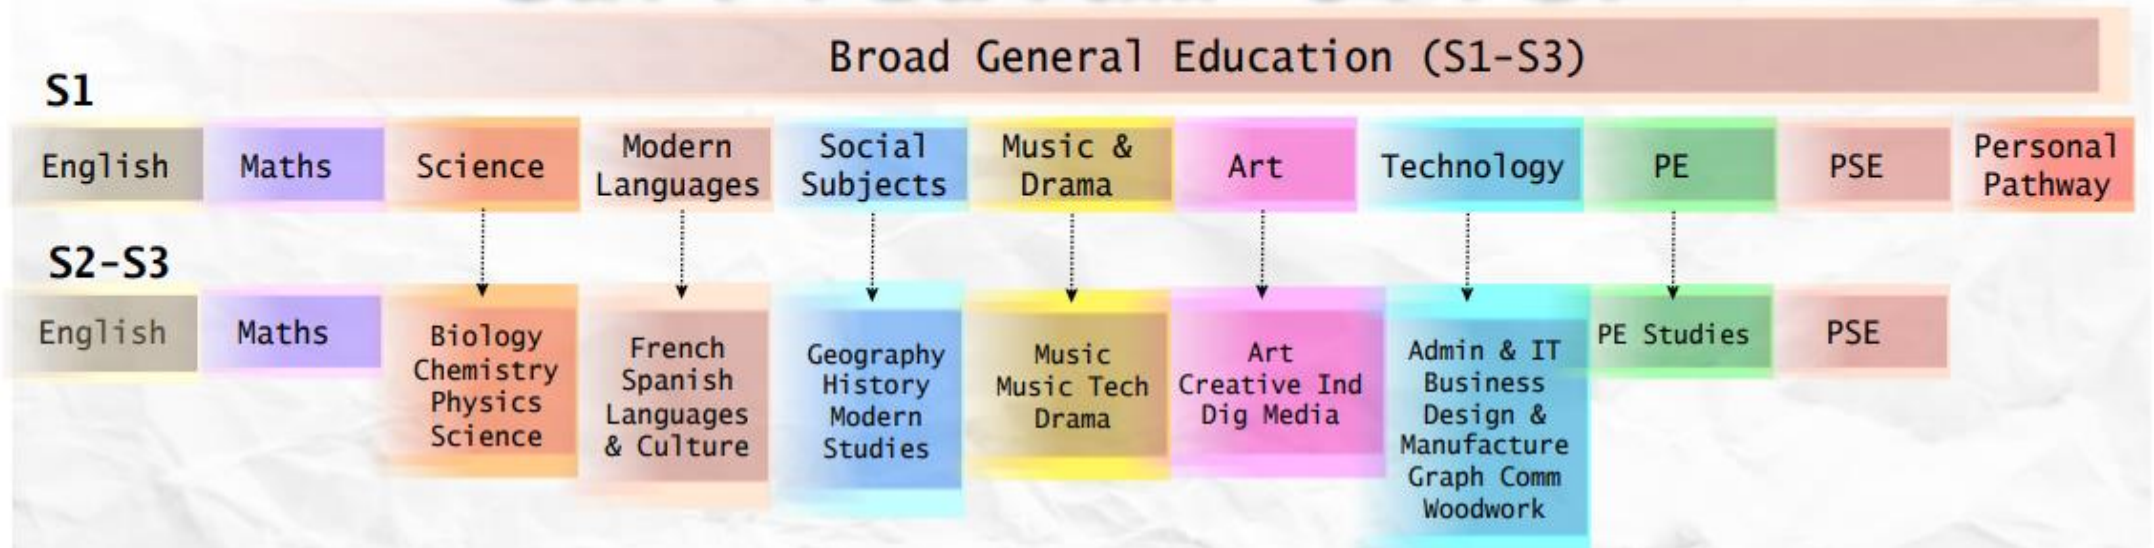 Broad General Education (S1-S3)
S1
English
Maths
Science
Modern
Languages
Social
Subjects
Music &
Drama
Art
Technology
PE
PSE
Personal
Pathway
S2-S3
English
Maths
Biology
Chemistry
Physics
Science
French
Spanish
Languages
& Culture
Geography
History
Modern
Studies
Music
Music Tech
Drama
Art
Creative Ind
Dig Media
Admin & IT
Business
Design &
Manufacture
Graph Comm
Woodwork
PE Studies
PSE